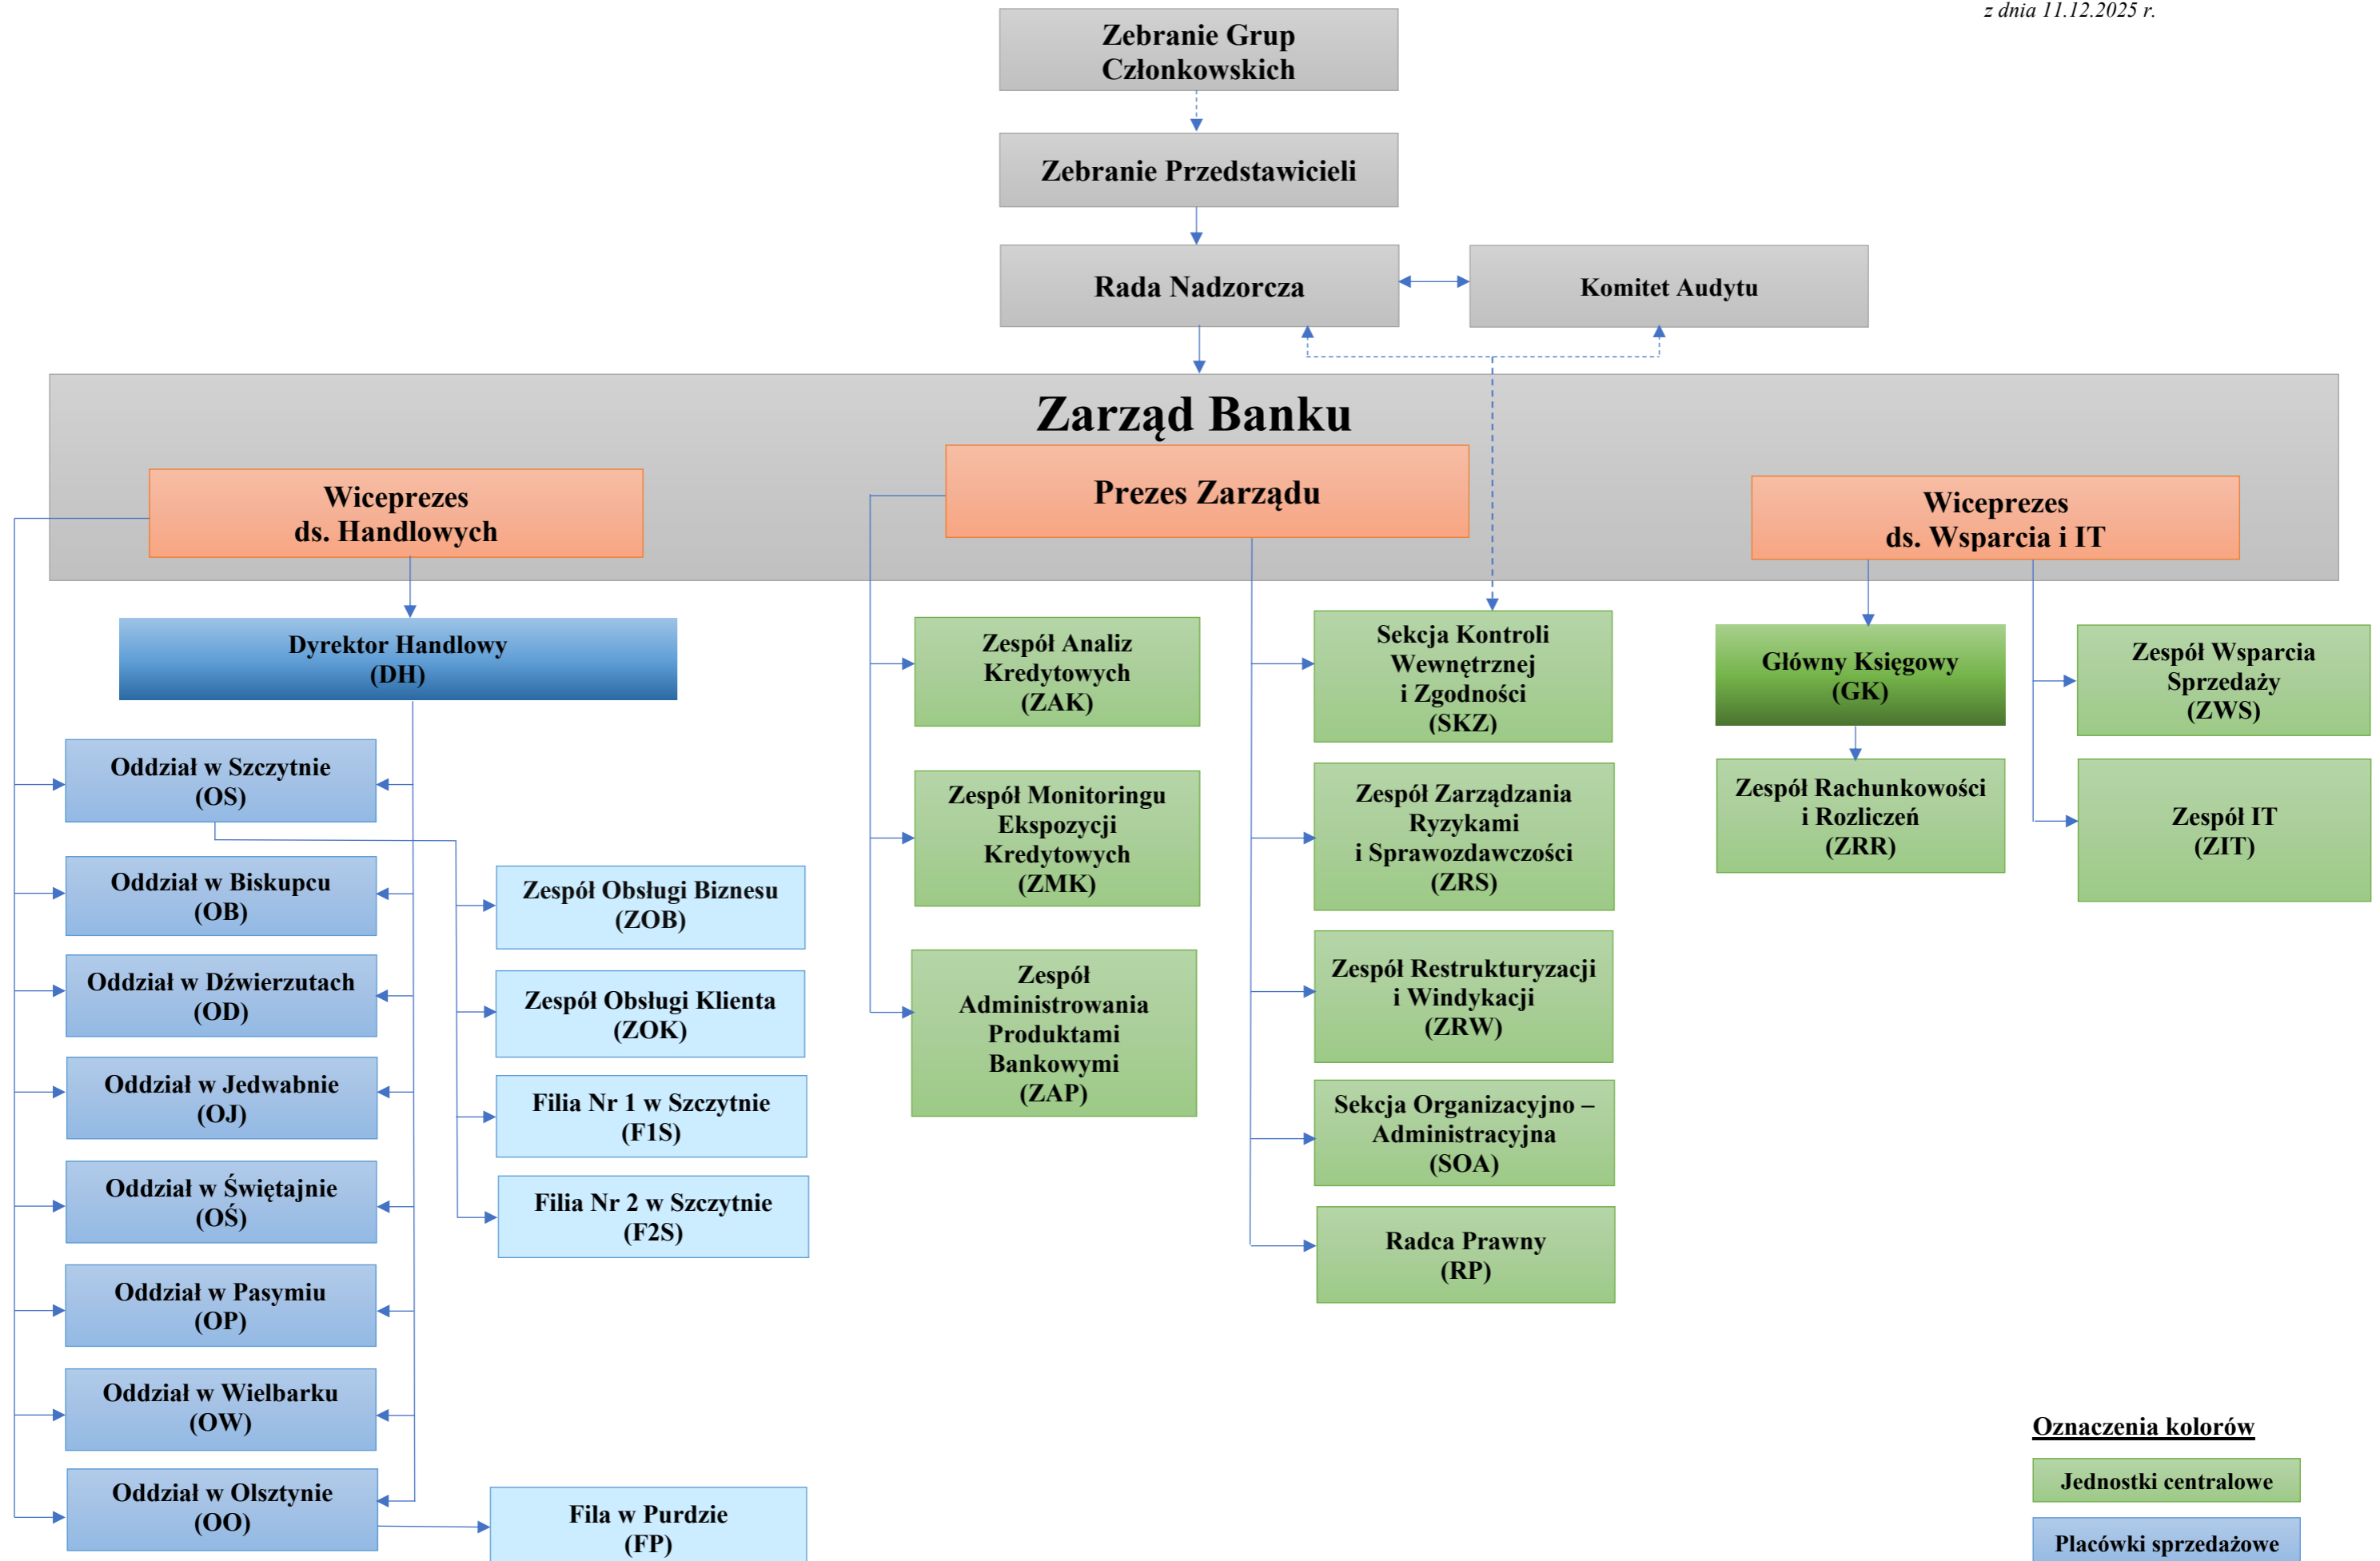 z dnia 11.12.2025 r.
Zebranie Grup
Członkowskich
Zebranie Przedstawicieli
Rada Nadzorcza
Komitet Audytu
Zarząd Banku
Wiceprezes
ds. Handlowych
Prezes Zarządu
Wiceprezes
ds. Wsparcia i IT
Dyrektor Handlowy
(DH)
Oddział w Szczytnie
(OS)
Oddział w Biskupcu
(OB)
Oddział w Dźwierzutach
(OD)
Oddział w Jedwabnie
(OJ)
Oddział w Świętajnie
(OŚ)
Oddział w Pasymiu
(OP)
Oddział w Wielbarku
(OW)
Oddział w Olsztynie
(OO)
Zespół Obsługi Biznesu
(ZOB)
Zespół Obsługi Klienta
(ZOK)
Filia Nr 1 w Szczytnie
(F1S)
Filia Nr 2 w Szczytnie
(F2S)
Fila w Purdzie
(FP)
Zespół Analiz
Kredytowych
(ZAK)
Zespół Monitoringu
Ekspozycji
Kredytowych
(ZMK)
Zespół
Administrowania
Produktami
Bankowymi
(ZAP)
Sekcja Kontroli
Wewnętrznej
i Zgodności
(SKZ)
Zespół Zarządzania
Ryzykami
i Sprawozdawczości
(ZRS)
Zespół Restrukturyzacji
i Windykacji
(ZRW)
Sekcja Organizacyjno –
Administracyjna
(SOA)
Radca Prawny
(RP)
Główny Księgowy
(GK)
Zespół Rachunkowości
i Rozliczeń
(ZRR)
Zespół Wsparcia
Sprzedaży
(ZWS)
Zespół IT
(ZIT)
Oznaczenia kolorów
Jednostki centralowe
Placówki sprzedażowe